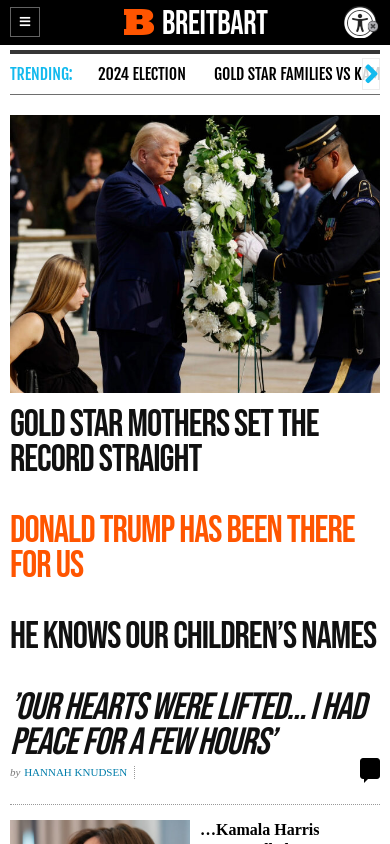 BREITBART
TRENDING: 2024 ELECTION GOLD STAR FAMILIES VS
GOLD STAR MOTHERS SET THE
RECORD STRAIGHT
DONALD TRUMP HAS BEEN THERE
FOR US
HE KNOWS OUR CHILDREN’S NAMES
’OUR HEARTS WERE LIFTED... I HAD
PEACE FOR A FEW HOURS’
by HANNAH KNUDSEN
…Kamala Harris